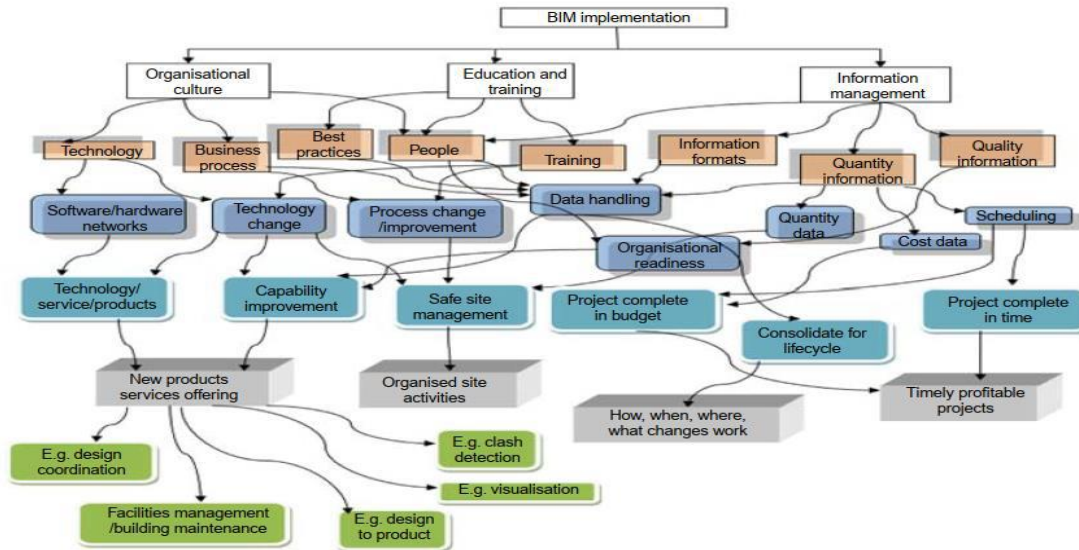 BIM implementation
Organisational
culture
Education and
training
Information
management
Technology
Business
process
Best
practices
People
Training
Information
formats
Quantity
information
Quality
information
Software/hardware
networks
Technology
change
Process change
/improvement
Data handling
Organisational
readiness
Quantity
data
Cost data
Scheduling
Technology/
service/products
Capability
improvement
Safe site
management
Project complete
in budget
Consolidate for
lifecycle
Project complete
in time
New products
services offering
Organised site
activities
How, when, where,
what changes work
Timely profitable
projects
E.g. design
coordination
Facilities management
/building maintenance
E.g. design
to product
E.g. visualisation
E.g. clash
detection